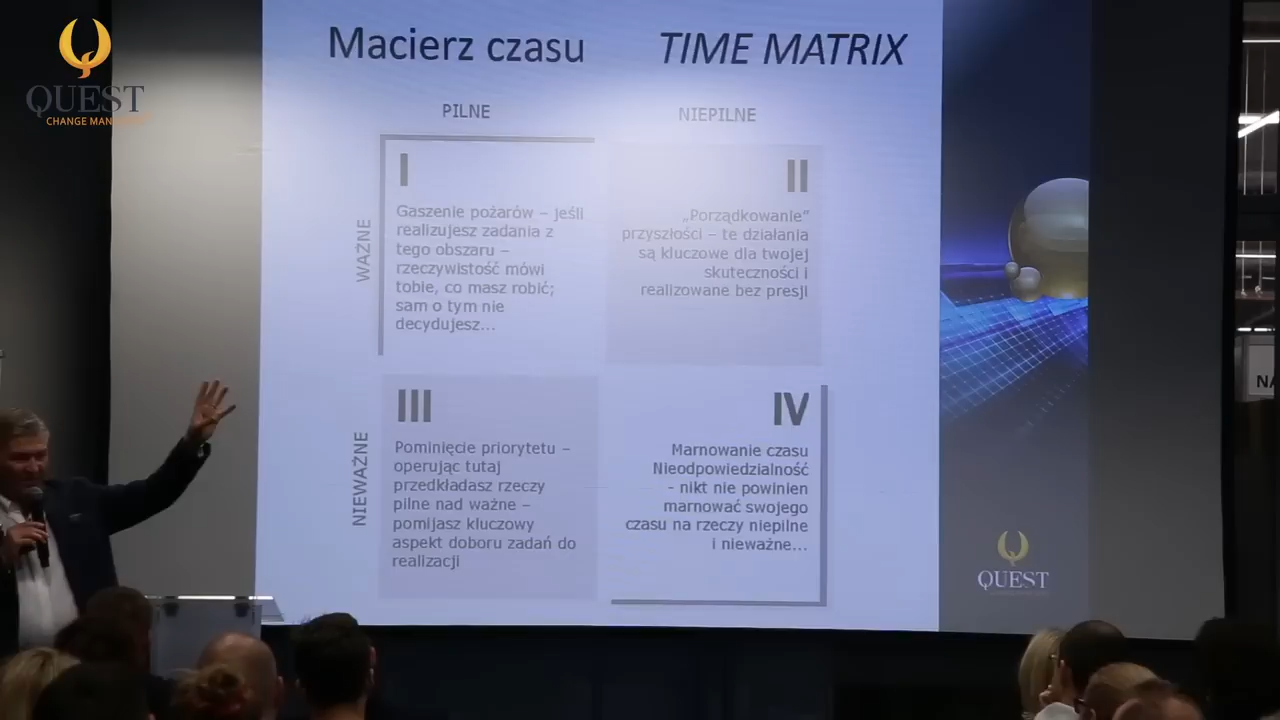 QUEST
CHANGE
Macierz czasu
TIME MATRIX
PILNE
NIEPILNE
WAŻNE
I
Gaszenie pożarów – jeśli
realizujesz zadania z
tego obszaru –
rzeczywistość mówi
tobie, co masz robić;
sam o tym nie
decydujesz...
II
„Porządkowanie”
przyszłości – te działania
są kluczowe dla twojej
skuteczności i
realizowane bez presji
NIEWAŻNE
III
Pominięcie priorytetu –
operując tutaj
przedkładasz rzeczy
pilne nad ważne –
pomijasz kluczowy
aspekt doboru zadań do
realizacji
IV
Marnowanie czasu
Nieodpowiedzialność
- nikt nie powinien
marnować swojego
czasu na rzeczy niepilne
i nieważne...
QUEST